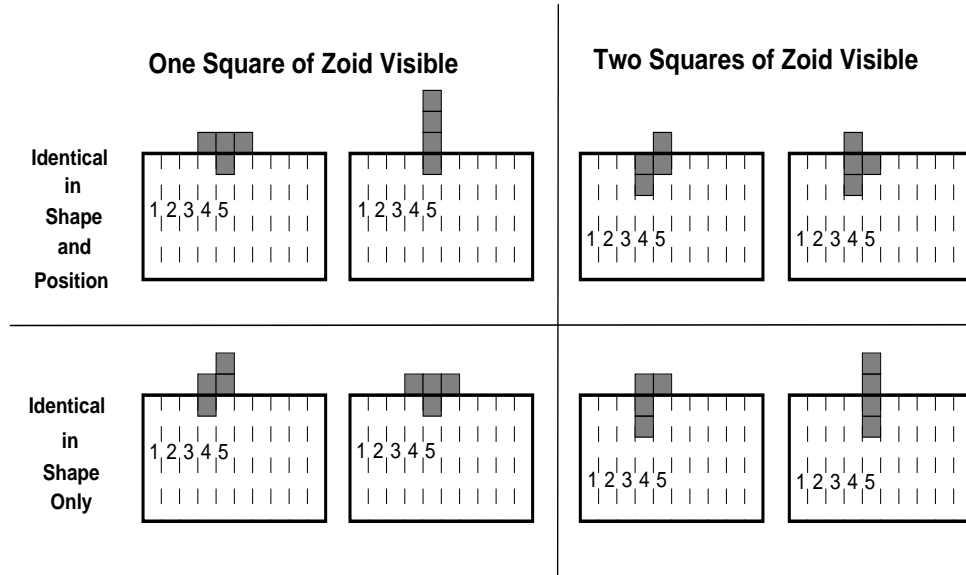 One Square of Zoid Visible
Two Squares of Zoid Visible
Identical
in
Shape
and
Position
1 2 3 4 5
1 2 3 4 5
1 2 3 4 5
1 2 3 4 5
Identical
in
Shape
Only
1 2 3 4 5
1 2 3 4 5
1 2 3 4 5
1 2 3 4 5